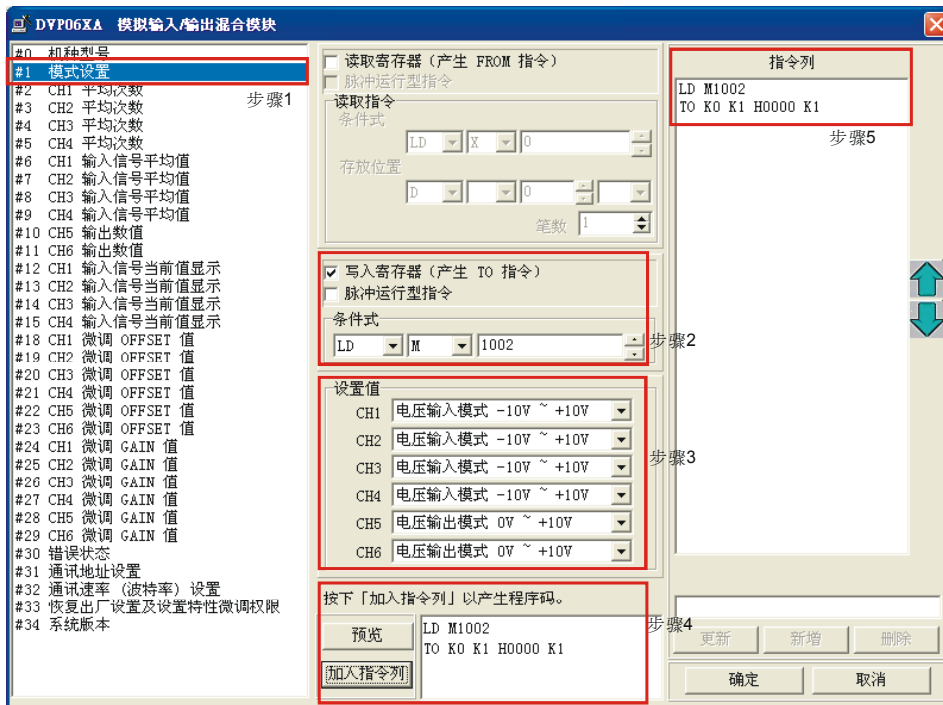 DVP06XA 模拟输入/输出混合模块
#0 机种型号
#1 模式设置
#2 CH1 平均次数
#3 CH2 平均次数
#4 CH3 平均次数
#5 CH4 平均次数
#6 CH1 输入信号平均值
#7 CH2 输入信号平均值
#8 CH3 输入信号平均值
#9 CH4 输入信号平均值
#10 CH5 输出数值
#11 CH6 输出数值
#12 CH1 输入信号当前值显示
#13 CH2 输入信号当前值显示
#14 CH3 输入信号当前值显示
#15 CH4 输入信号当前值显示
#18 CH1 微调 OFFSET 值
#19 CH2 微调 OFFSET 值
#20 CH3 微调 OFFSET 值
#21 CH4 微调 OFFSET 值
#22 CH5 微调 OFFSET 值
#23 CH6 微调 OFFSET 值
#24 CH1 微调 GAIN 值
#25 CH2 微调 GAIN 值
#26 CH3 微调 GAIN 值
#27 CH4 微调 GAIN 值
#28 CH5 微调 GAIN 值
#29 CH6 微调 GAIN 值
#30 错误状态
#31 通讯地址设置
#32 通讯速率 (波特率) 设置
#33 恢复出厂设置及设置特性微调权限
#34 系统版本
步骤1
读取寄存器(产生 FROM 指令)
脉冲运行型指令
读取指令
条件式
LD X 0
存放位置
D 0
笔数 1
写入寄存器(产生 TO 指令)
脉冲运行型指令
条件式
LD M 1002
步骤2
设置值
CH1 电压输入模式 -10V ~ +10V
CH2 电压输入模式 -10V ~ +10V
CH3 电压输入模式 -10V ~ +10V
CH4 电压输入模式 -10V ~ +10V
CH5 电压输出模式 0V ~ +10V
CH6 电压输出模式 0V ~ +10V
步骤3
按下「加入指令列」以产生程序码。
预览
加入指令列
LD M1002
TO K0 K1 H0000 K1
步骤4
指令列
LD M1002
TO K0 K1 H0000 K1
步骤5
更新 新增 删除
确定 取消